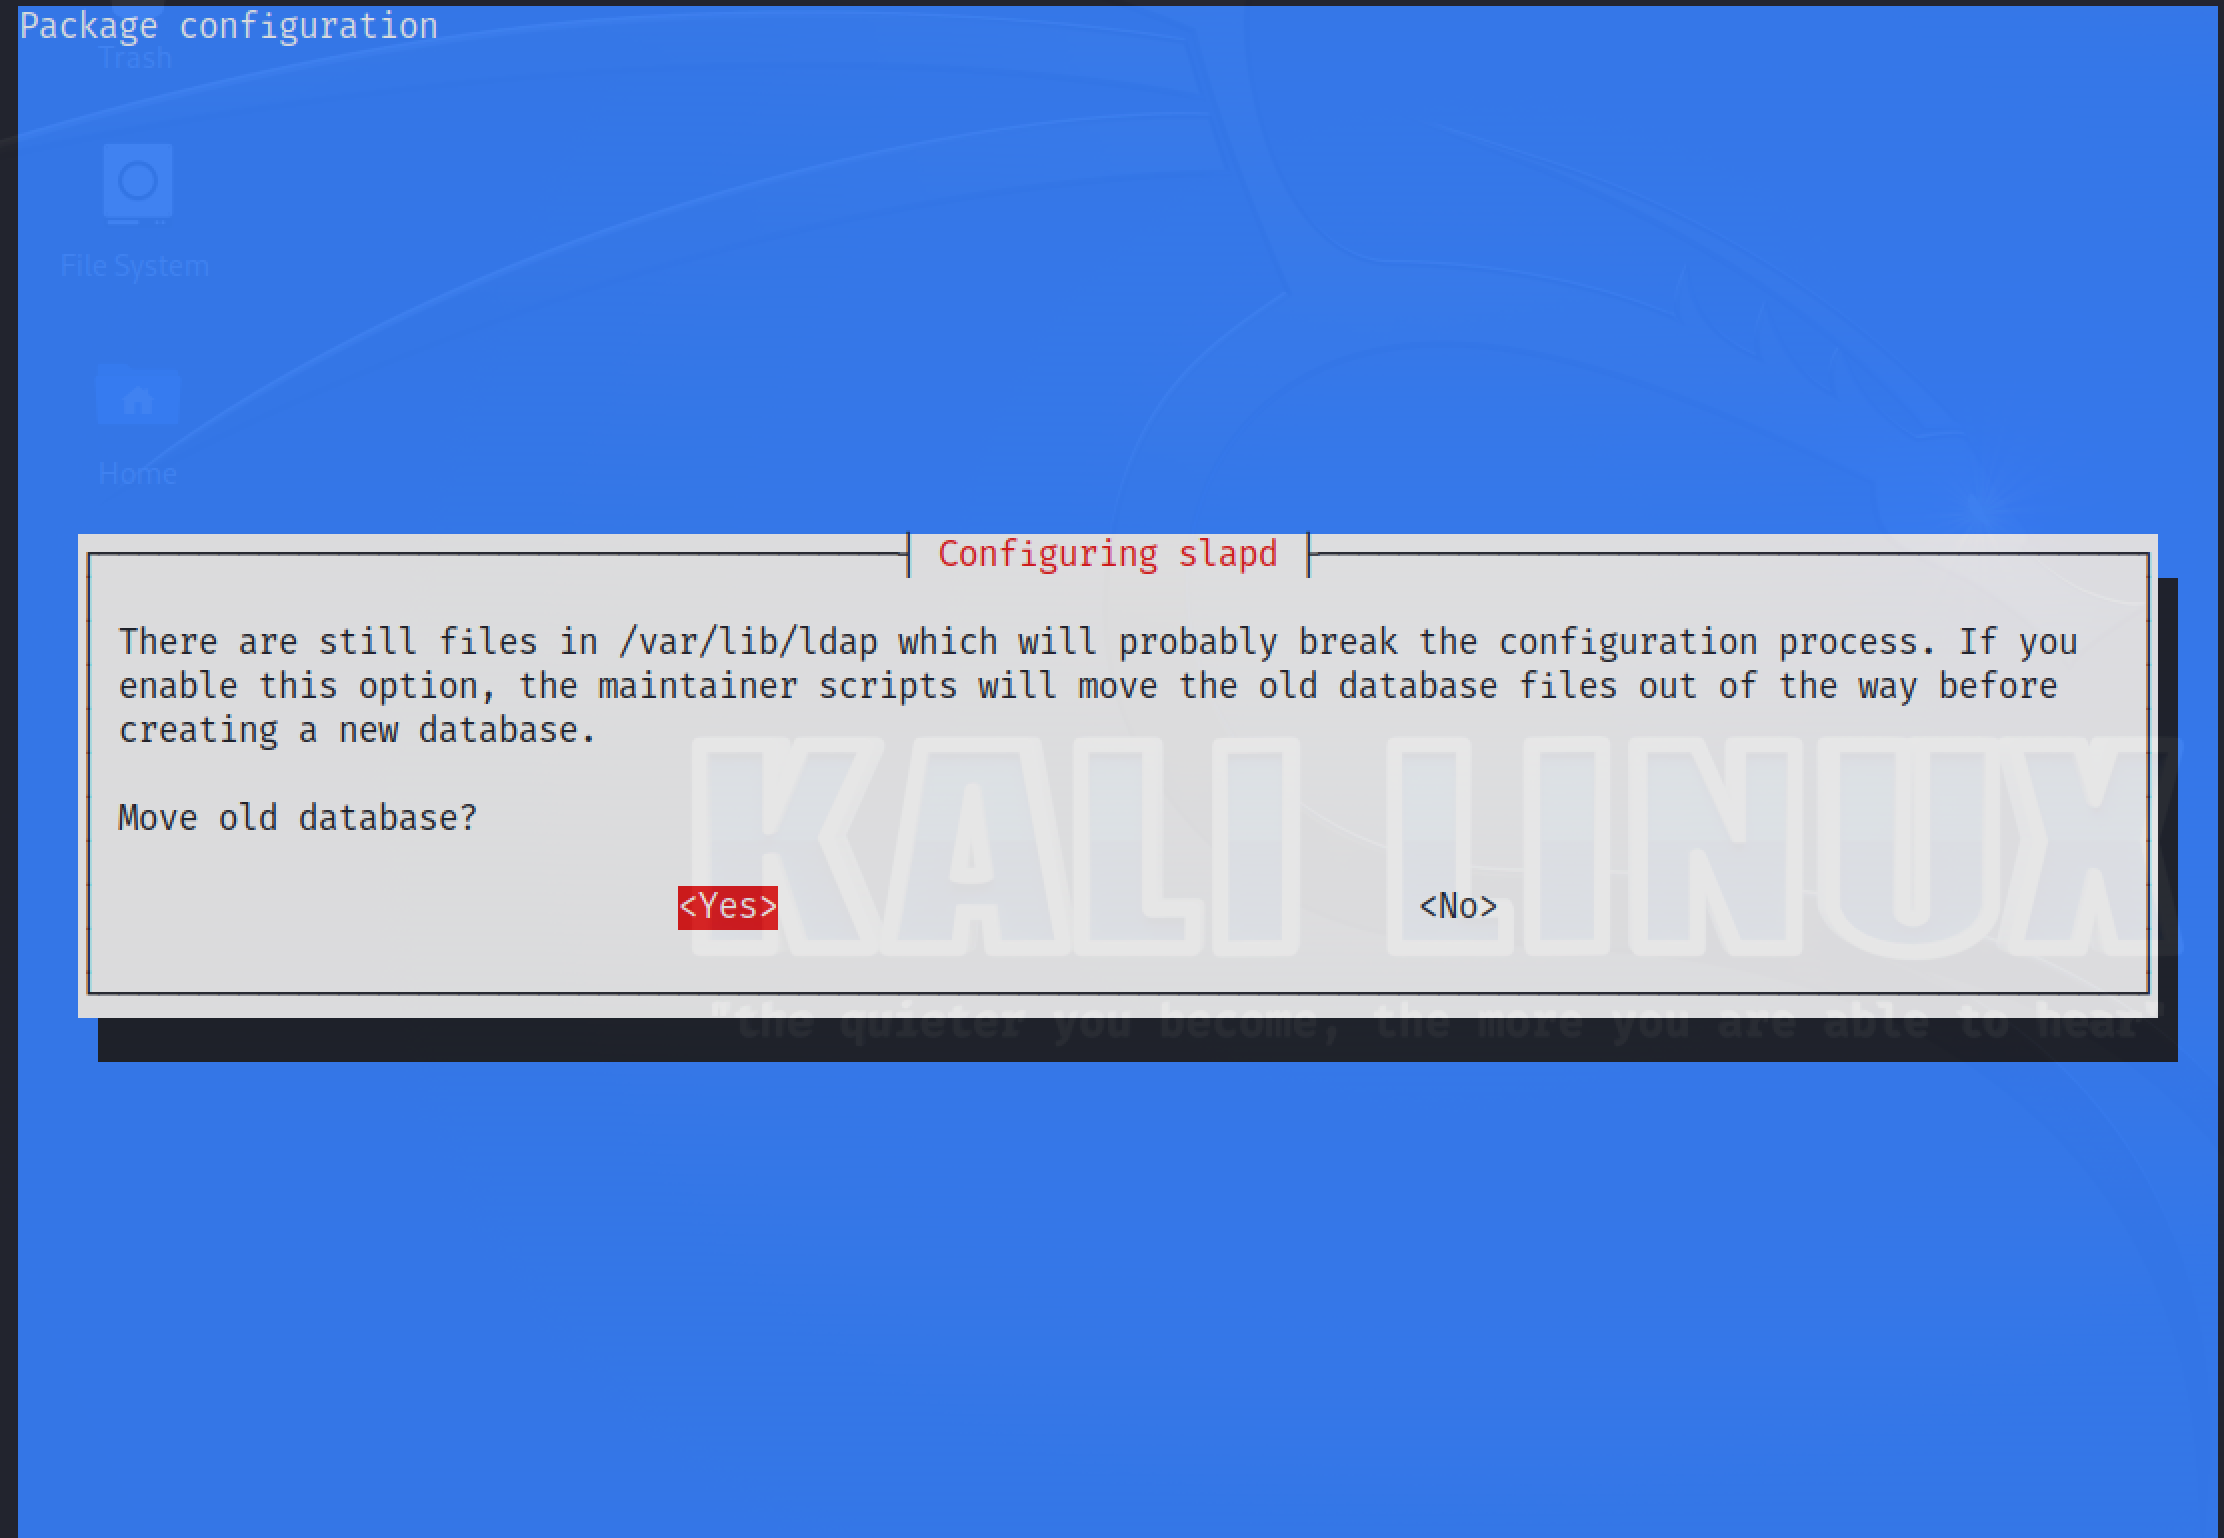 Package configuration
Trash
File System
Home
Configuring slapd
There are still files in /var/lib/ldap which will probably break the configuration process. If you
enable this option, the maintainer scripts will move the old database files out of the way before
creating a new database.
Move old database?
<Yes> <No>
KALI LINUX
"the quieter you become, the more you are able to hear"